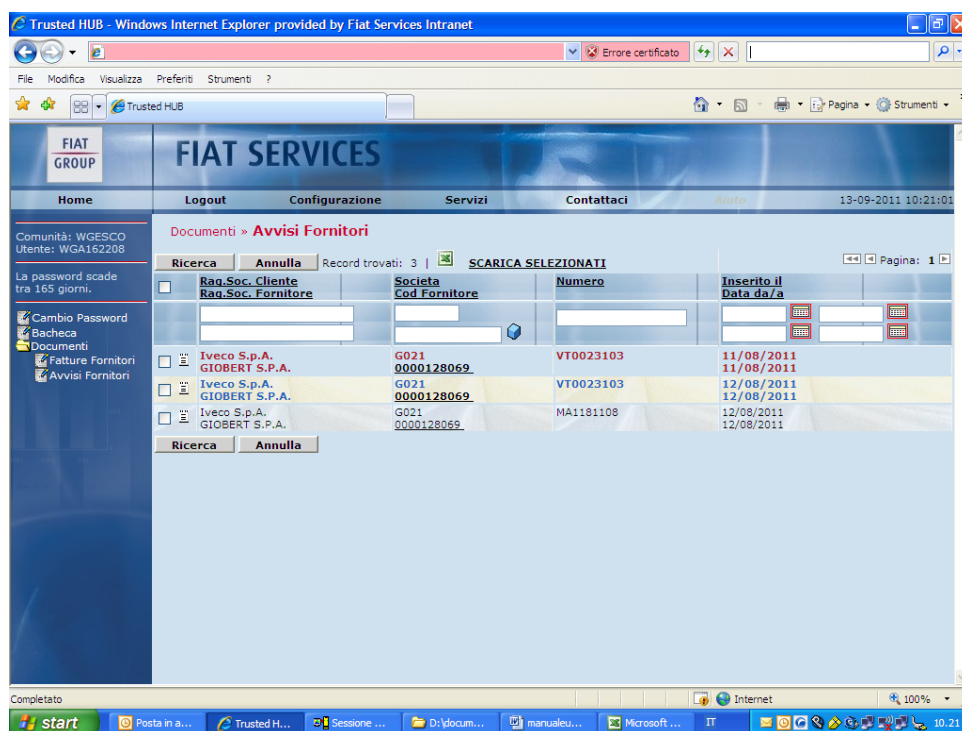 Trusted HUB - Windows Internet Explorer provided by Fiat Services Intranet
Errore certificato
File Modifica Visualizza Preferiti Strumenti ?
Trusted HUB
Pagina Strumenti
FIAT GROUP
FIAT SERVICES
Home Logout Configurazione Servizi Contattaci Aiuto 13-09-2011 10:21:01
Comunità: WGESCO
Utente: WGA162208
La password scade
tra 165 giorni.
Cambio Password
Bacheca
Documenti
Fatture Fornitori
Avvisi Fornitori
Documenti » Avvisi Fornitori
Ricerca Annulla Record trovati: 3 | SCARICA SELEZIONATI Pagina: 1
Rag.Soc. Cliente Societa Numero Inserito il
Rag.Soc. Fornitore Cod Fornitore Data da/a
Iveco S.p.A. G021 VT0023103 11/08/2011
GIOBERT S.P.A. 0000128069 11/08/2011
Iveco S.p.A. G021 VT0023103 12/08/2011
GIOBERT S.P.A. 0000128069 12/08/2011
Iveco S.p.A. G021 MA1181108 12/08/2011
GIOBERT S.P.A. 0000128069 12/08/2011
Ricerca Annulla
Completato Internet 100%
start Posta in a... Trusted H... Sessione ... D:\docum... manualeu... Microsoft ... IT 10.21